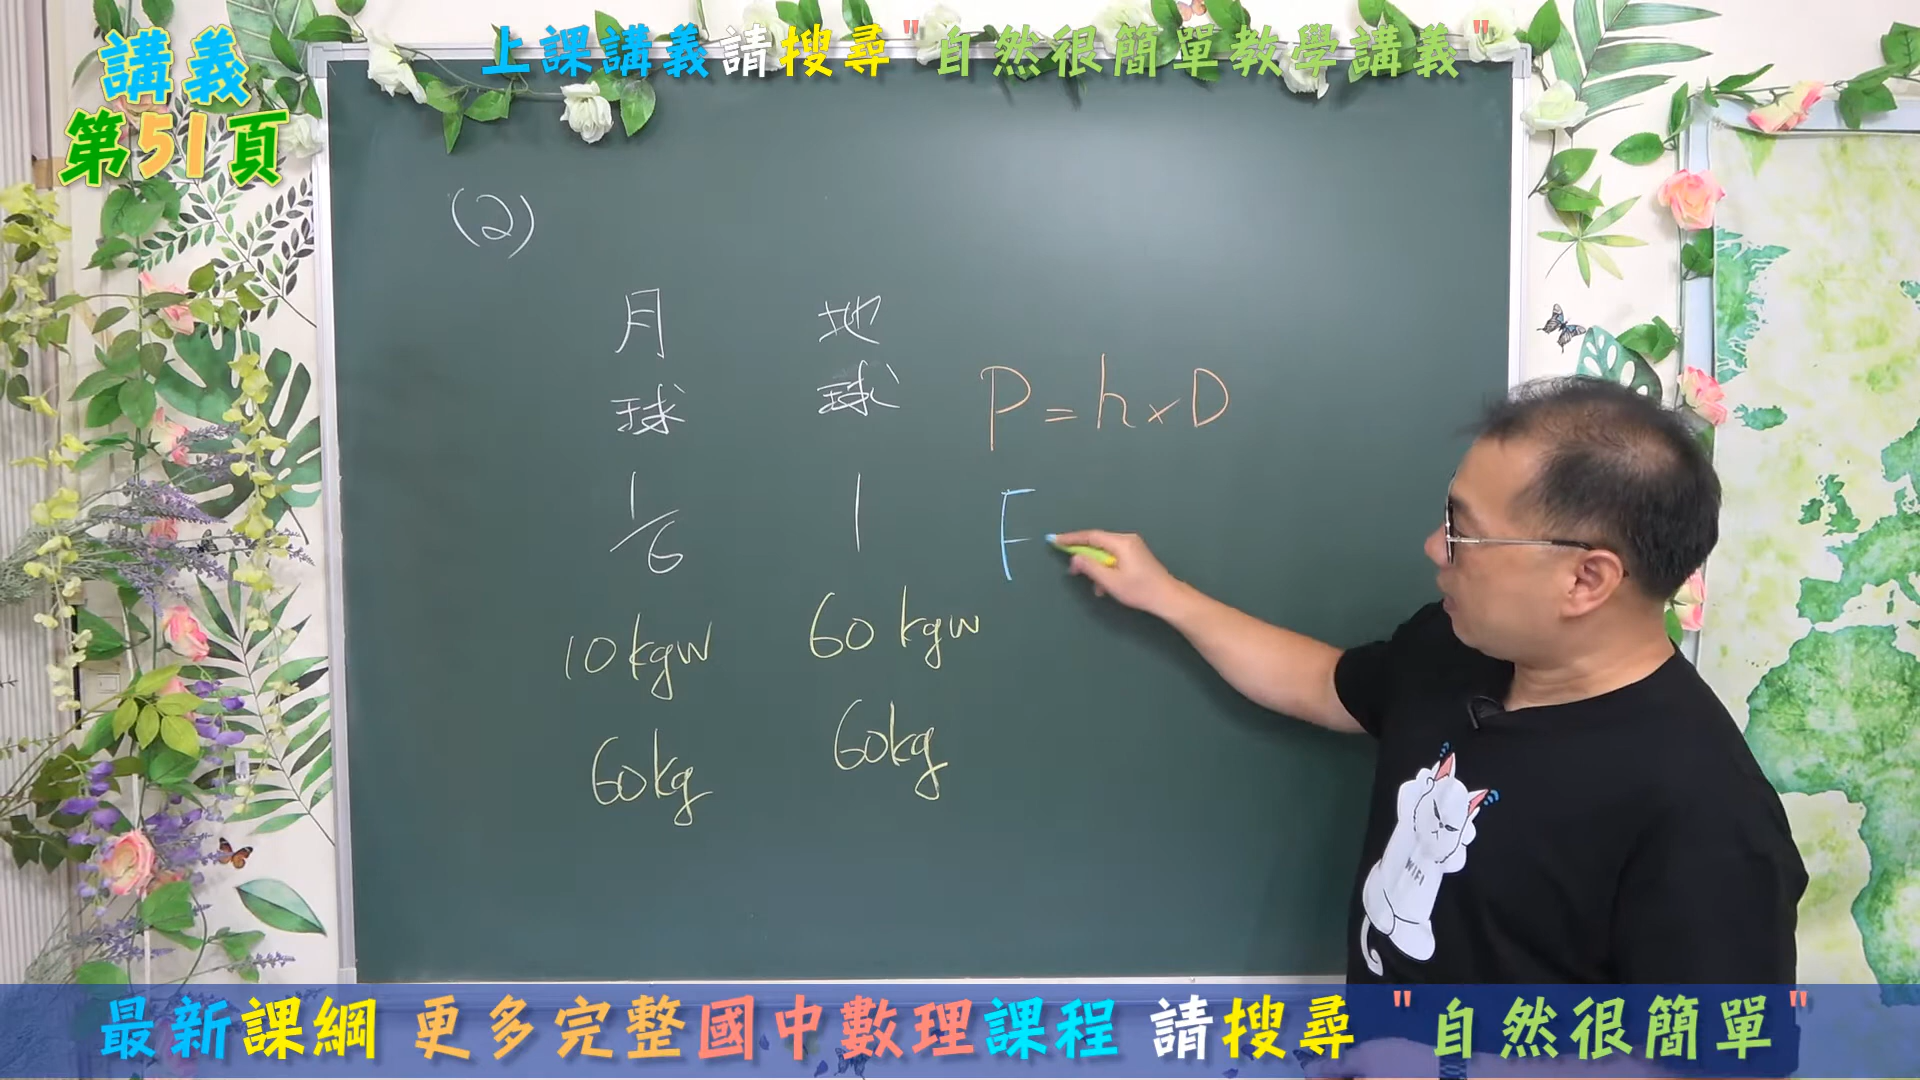 上課講義請搜尋"自然很簡單教學講義"
講義
第51頁
(2)
月球 地球
1/6 1
10kgw 60kgw
60kg 60kg
P=h×D
F
WIFI
最新課綱 更多完整國中數理課程 請搜尋 "自然很簡單"